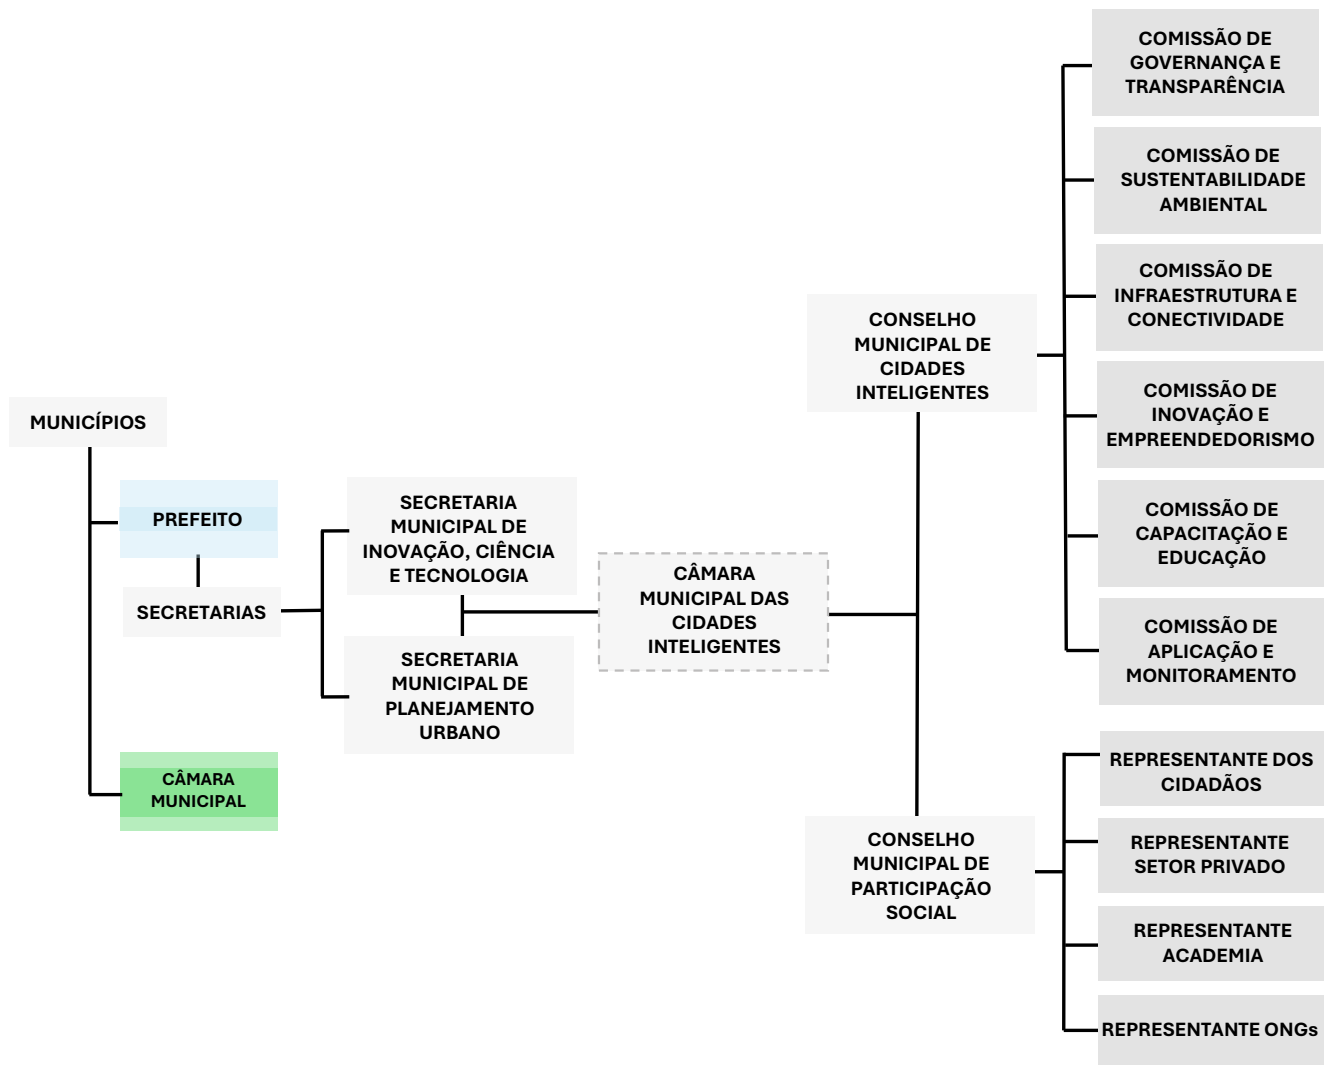 MUNICÍPIOS
PREFEITO
SECRETARIAS
CÂMARA
MUNICIPAL
SECRETARIA
MUNICIPAL DE
INOVAÇÃO, CIÊNCIA
E TECNOLOGIA
SECRETARIA
MUNICIPAL DE
PLANEJAMENTO
URBANO
CÂMARA
MUNICIPAL DAS
CIDADES
INTELIGENTES
CONSELHO
MUNICIPAL DE
CIDADES
INTELIGENTES
COMISSÃO DE
GOVERNANÇA E
TRANSPARÊNCIA
COMISSÃO DE
SUSTENTABILIDADE
AMBIENTAL
COMISSÃO DE
INFRAESTRUTURA E
CONECTIVIDADE
COMISSÃO DE
INOVAÇÃO E
EMPREENDEDORISMO
COMISSÃO DE
CAPACITAÇÃO E
EDUCAÇÃO
COMISSÃO DE
APLICAÇÃO E
MONITORAMENTO
CONSELHO
MUNICIPAL DE
PARTICIPAÇÃO
SOCIAL
REPRESENTANTE DOS
CIDADÃOS
REPRESENTANTE
SETOR PRIVADO
REPRESENTANTE
ACADEMIA
REPRESENTANTE ONGs